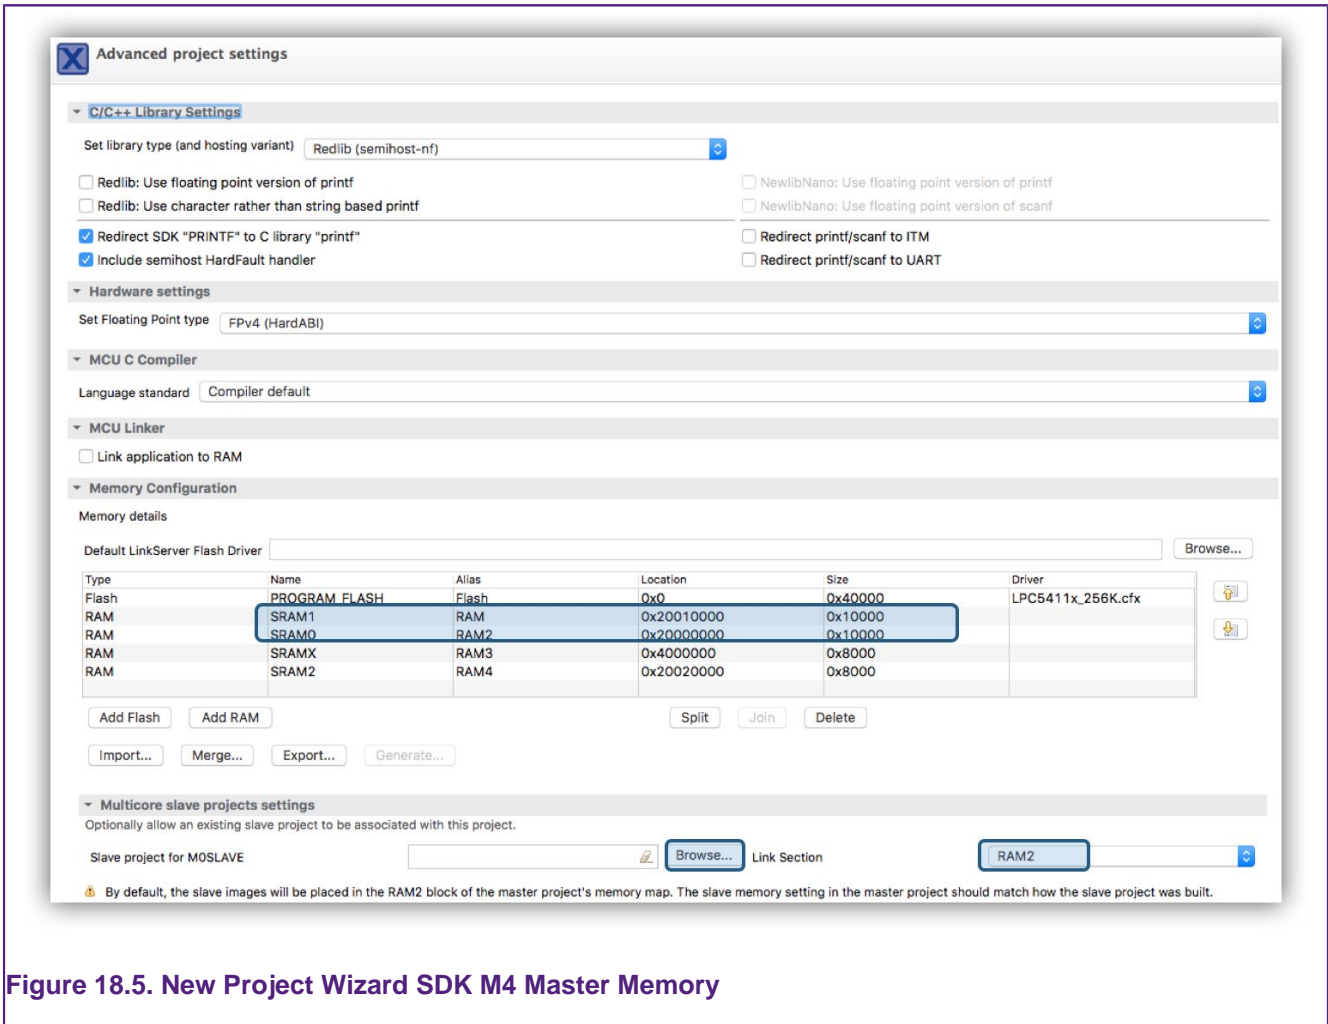 Advanced project settings
C/C++ Library Settings
Set library type (and hosting variant) Redlib (semihost-nf)
Redlib: Use floating point version of printf NewlibNano: Use floating point version of printf
Redlib: Use character rather than string based printf NewlibNano: Use floating point version of scanf
Redirect SDK "PRINTF" to C library "printf" Redirect printf/scanf to ITM
Include semihost HardFault handler Redirect printf/scanf to UART
Hardware settings
Set Floating Point type FPv4 (HardABI)
MCU C Compiler
Language standard Compiler default
MCU Linker
Link application to RAM
Memory Configuration
Memory details
Default LinkServer Flash Driver Browse...
Type Name Alias Location Size Driver
Flash PROGRAM_FLASH Flash 0x0 0x40000 LPC5411x_256K.cfx
RAM SRAM1 RAM 0x20010000 0x10000
RAM SRAM0 RAM2 0x20000000 0x10000
RAM SRAMX RAM3 0x4000000 0x8000
RAM SRAM2 RAM4 0x20020000 0x8000
Add Flash Add RAM Split Join Delete
Import... Merge... Export... Generate...
Multicore slave projects settings
Optionally allow an existing slave project to be associated with this project.
Slave project for M0SLAVE Browse... Link Section RAM2
By default, the slave images will be placed in the RAM2 block of the master project's memory map. The slave memory setting in the master project should match how the slave project was built.
Figure 18.5. New Project Wizard SDK M4 Master Memory